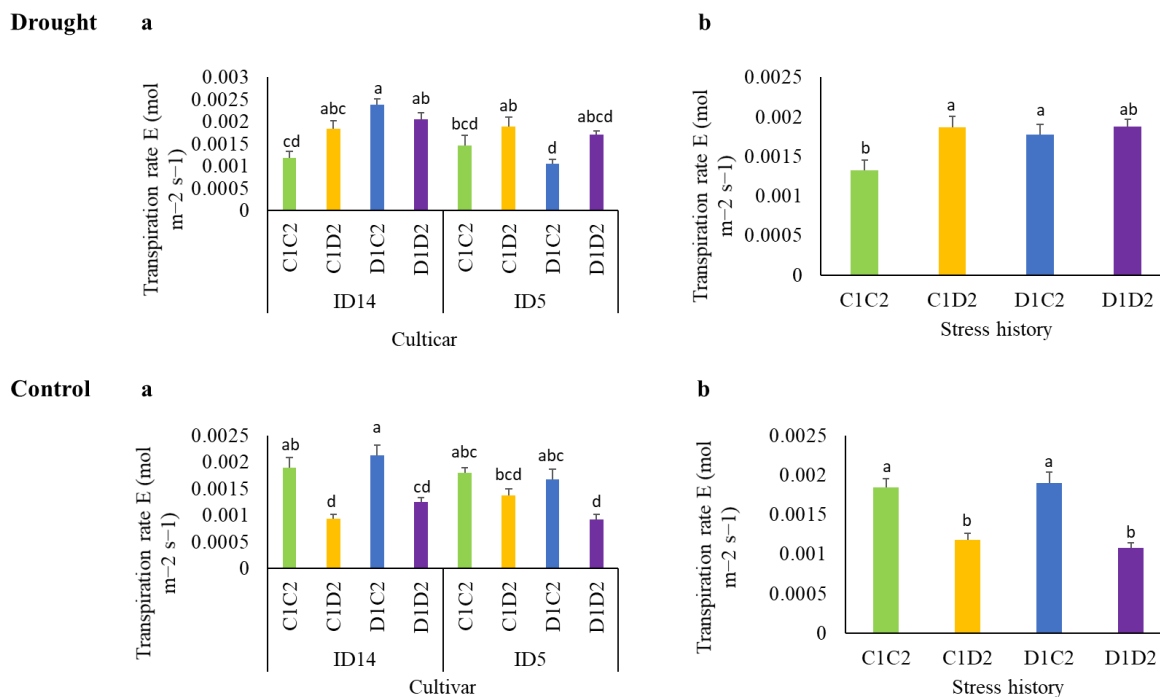 Drought a b
Transpiration rate E (mol
m−2 s−1)
0.003
0.0025
0.002
0.0015
0.001
0.0005
0
cd abc a ab bcd ab d abcd
C1C2 C1D2 D1C2 D1D2 C1C2 C1D2 D1C2 D1D2
ID14 ID5
Culticar
Transpiration rate E (mol
m−2 s−1)
0.0025
0.002
0.0015
0.001
0.0005
0
b a a ab
C1C2 C1D2 D1C2 D1D2
Stress history
Control a b
Transpiration rate E (mol
m−2 s−1)
0.0025
0.002
0.0015
0.001
0.0005
0
ab d a cd abc bcd abc d
C1C2 C1D2 D1C2 D1D2 C1C2 C1D2 D1C2 D1D2
ID14 ID5
Cultivar
Transpiration rate E (mol
m−2 s−1)
0.0025
0.002
0.0015
0.001
0.0005
0
a b a b
C1C2 C1D2 D1C2 D1D2
Stress history